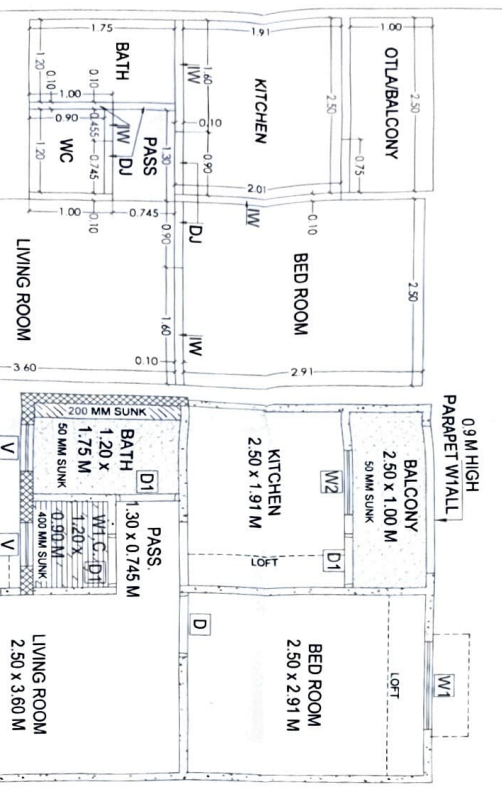 1.75
1.91
1.00
BATH
1.20
0.10
0.10
1.60
IW
KITCHEN
2.50
OTLA/BALCONY
2.50
0.75
1.00
0.90
0.455
0.745
IW
DJ
PASS
WC
1.20
1.30
0.10
0.90
2.01
1.00
0.10
0.745
0.90
DJ
IW
0.10
BED ROOM
2.50
LIVING ROOM
1.60
IW
3.60
0.10
2.91
0.9 M HIGH
PARAPET W1ALL
200 MM SUNK
BATH
1.20 x
1.75 M
50 MM SUNK
D1
V
KITCHEN
2.50 x 1.91 M
W2
BALCONY
2.50 x 1.00 M
50 MM SUNK
PASS.
1.30 x 0.745 M
W1.C.
D1
1.20 x
0.90 M
400 MM SUNK
V
LOFT
D1
D
BED ROOM
2.50 x 2.91 M
LOFT
W1
LIVING ROOM
2.50 x 3.60 M